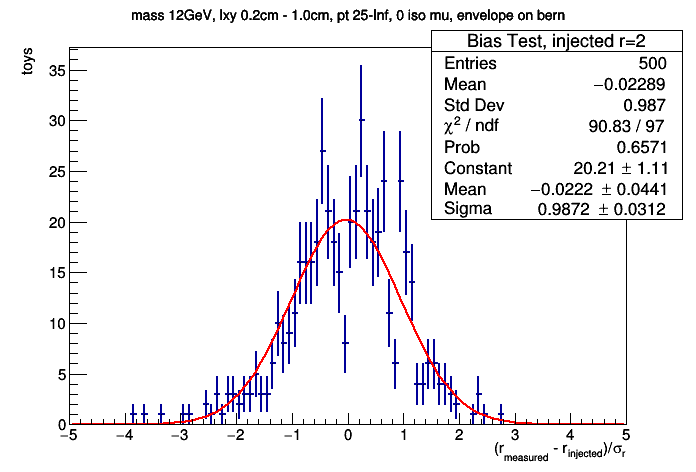 mass 12GeV, lxy 0.2cm - 1.0cm, pt 25-Inf, 0 iso mu, envelope on bern
Bias Test, injected r=2
Entries 500
Mean −0.02289
Std Dev 0.987
χ² / ndf 90.83 / 97
Prob 0.6571
Constant 20.21 ± 1.11
Mean −0.0222 ± 0.0441
Sigma 0.9872 ± 0.0312
toys
35
30
25
20
15
10
5
0
−5 −4 −3 −2 −1 0 1 2 3 4 5
(r_measured - r_injected)/σ_r